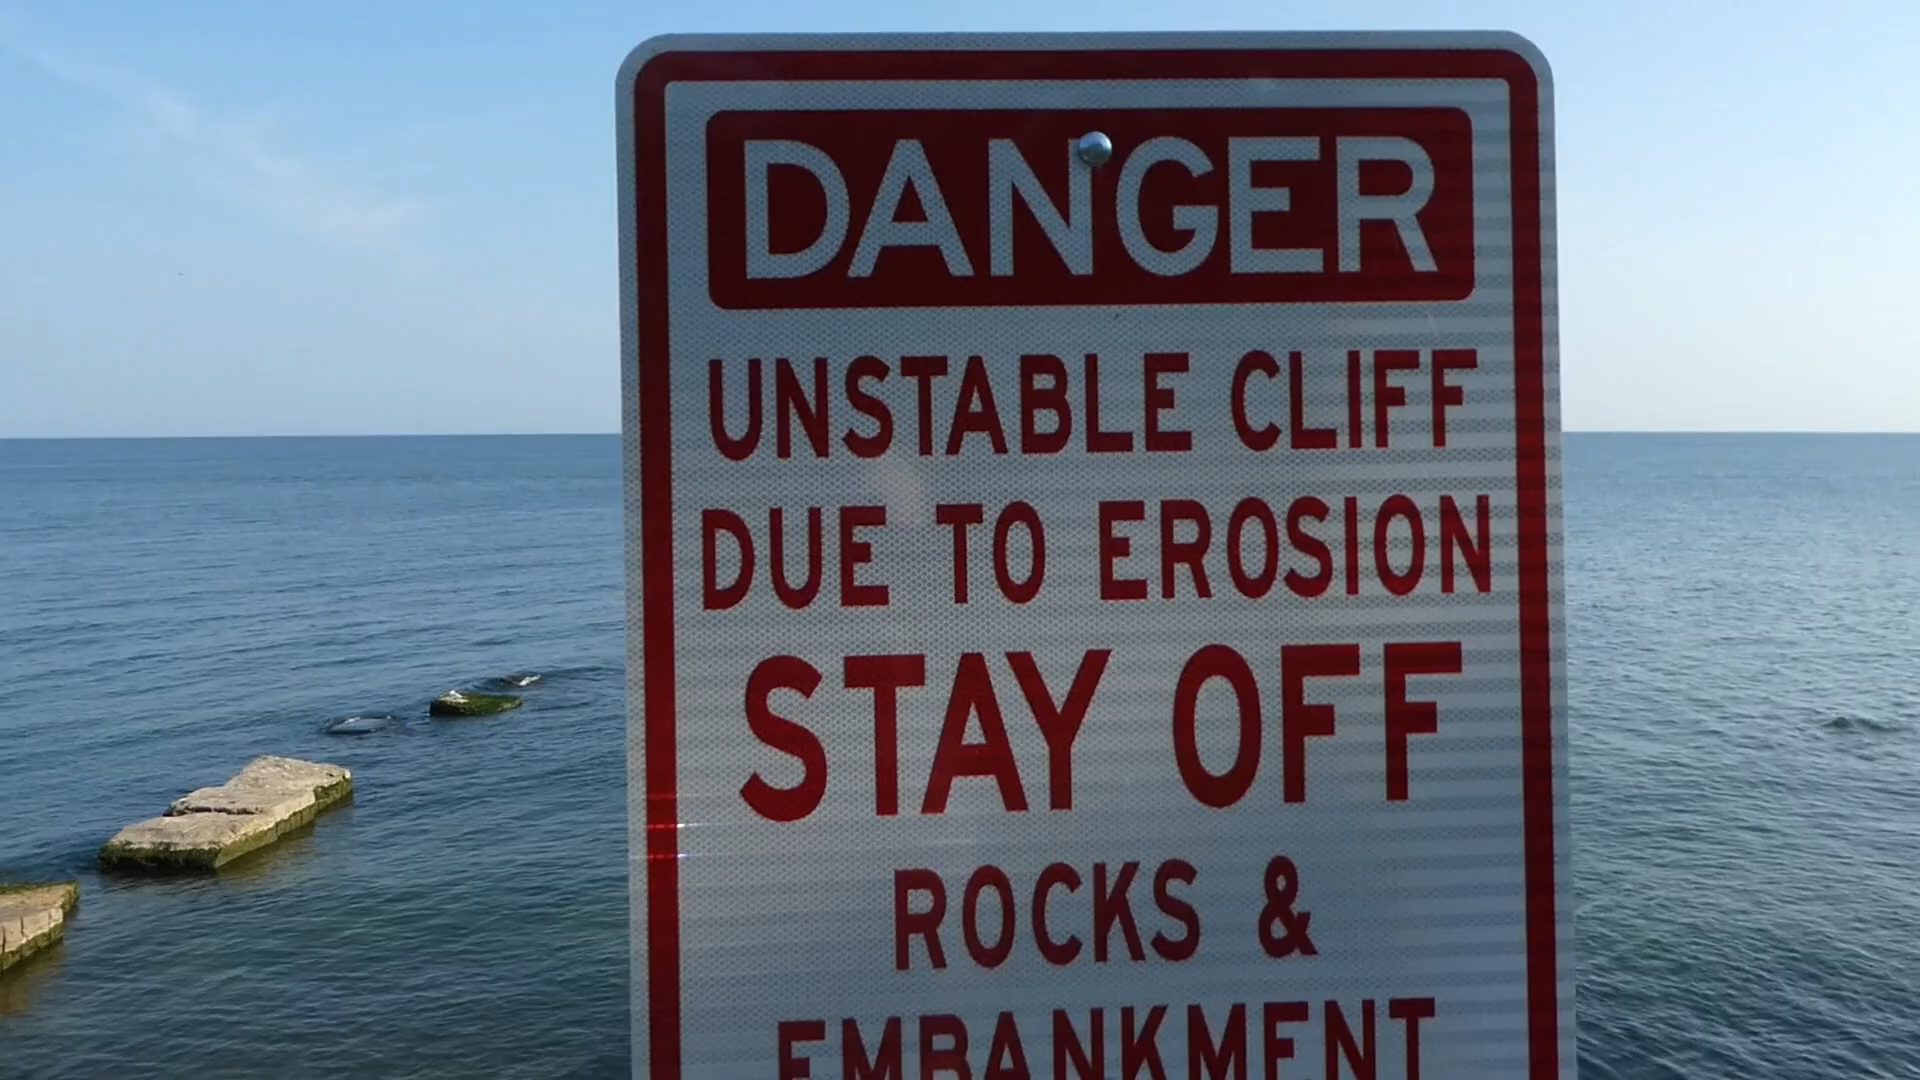 DANGER
UNSTABLE CLIFF
DUE TO EROSION
STAY OFF
ROCKS &
EMBANKMENT